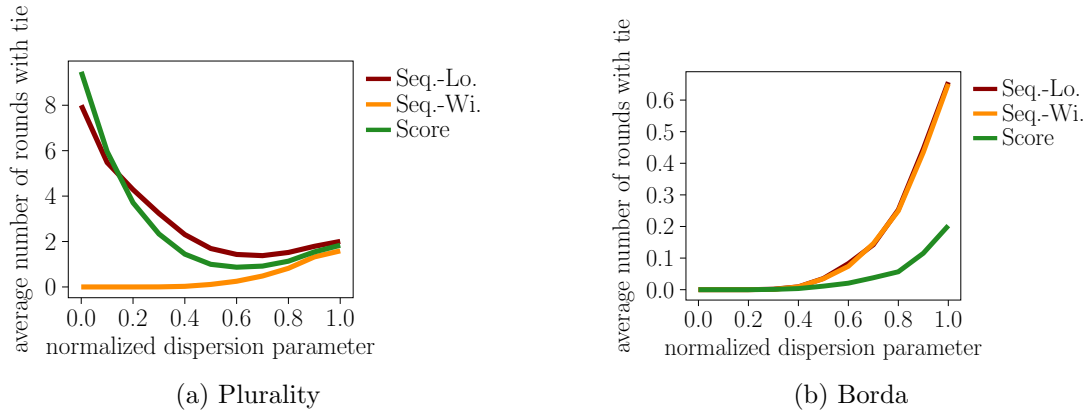 average number of rounds with tie
8
6
4
2
0
0.0 0.2 0.4 0.6 0.8 1.0
normalized dispersion parameter
Seq.-Lo.
Seq.-Wi.
Score
(a) Plurality
average number of rounds with tie
0.6
0.5
0.4
0.3
0.2
0.1
0.0
0.0 0.2 0.4 0.6 0.8 1.0
normalized dispersion parameter
Seq.-Lo.
Seq.-Wi.
Score
(b) Borda